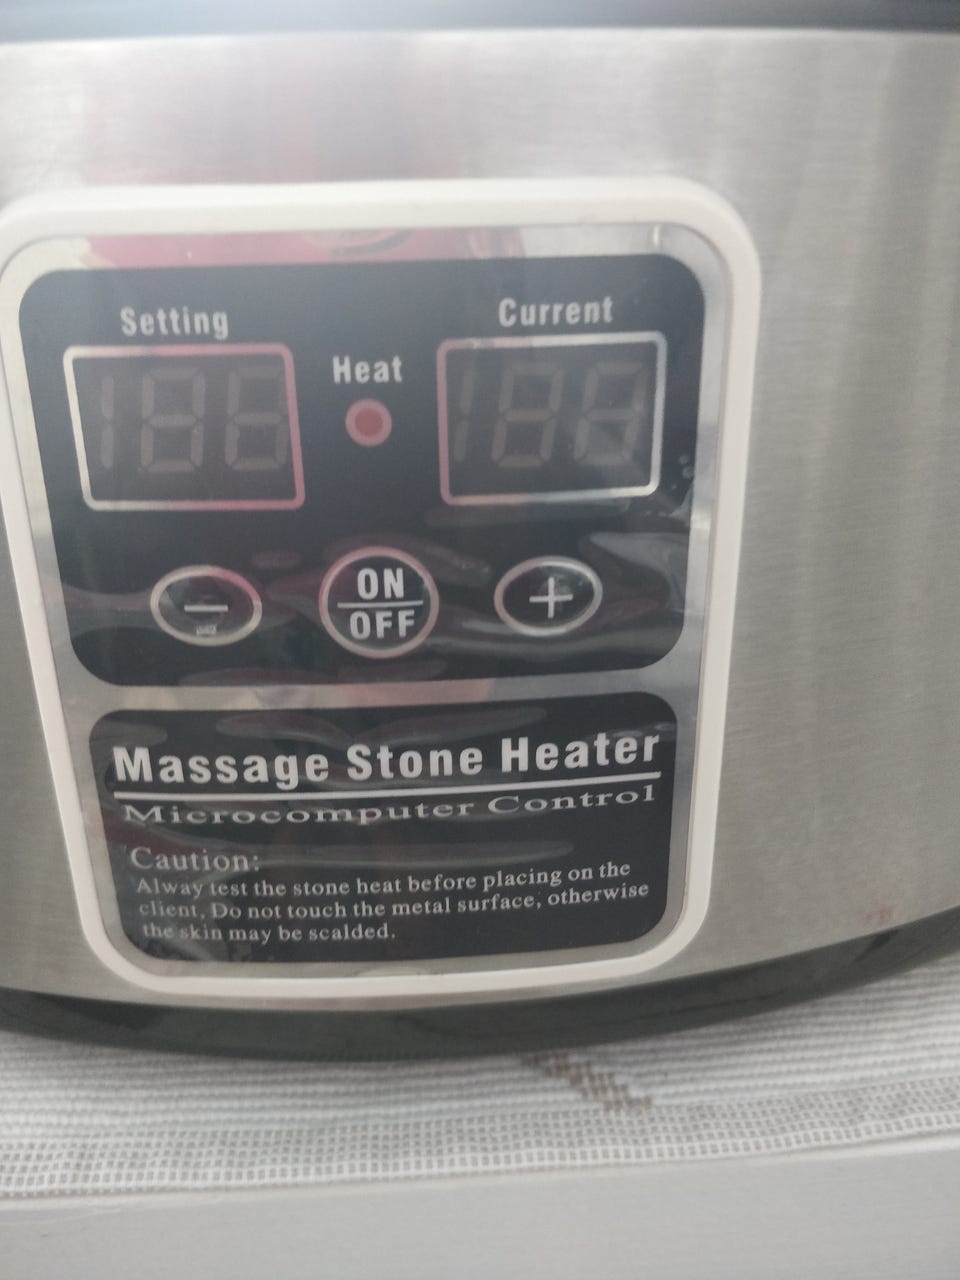 Setting
Current
Heat
−
ON
OFF
+
Massage Stone Heater
Microcomputer Control
Caution:
Alway test the stone heat before placing on the
client. Do not touch the metal surface, otherwise
the skin may be scalded.